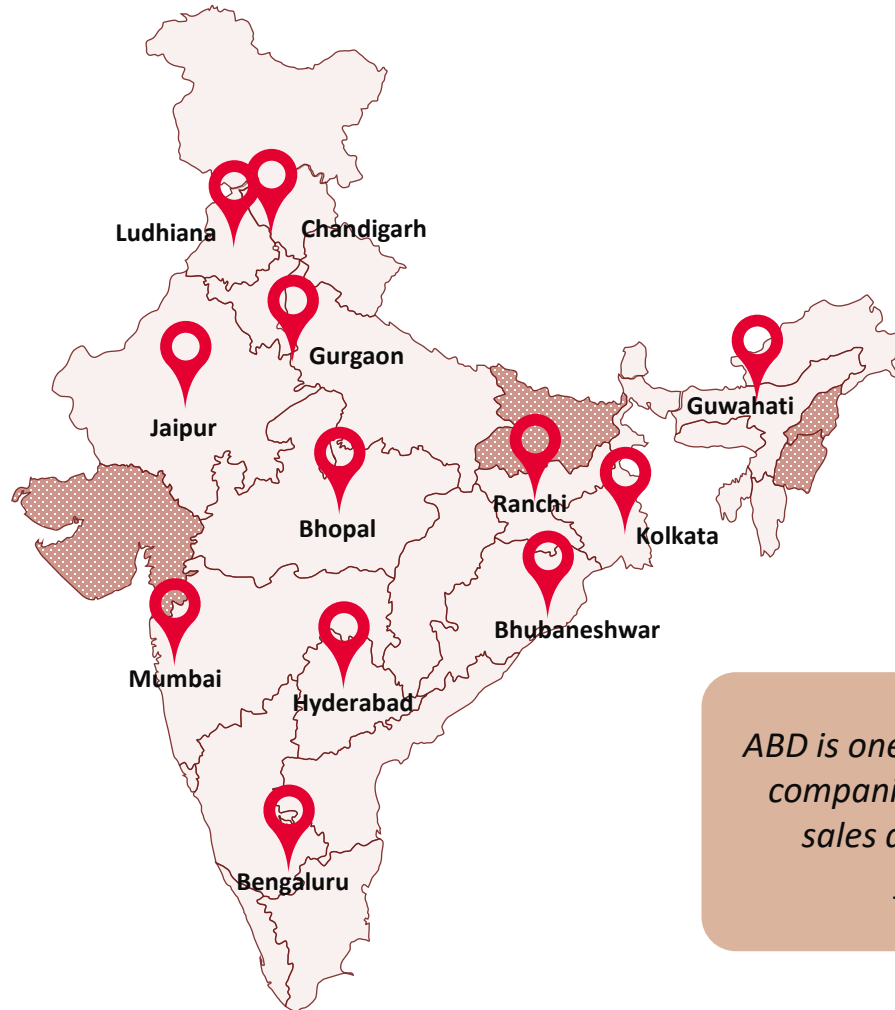 Ludhiana
Chandigarh
Gurgaon
Jaipur
Guwahati
Bhopal
Ranchi
Kolkata
Bhubaneshwar
Mumbai
Hyderabad
Bengaluru
ABD is one
compani
sales a